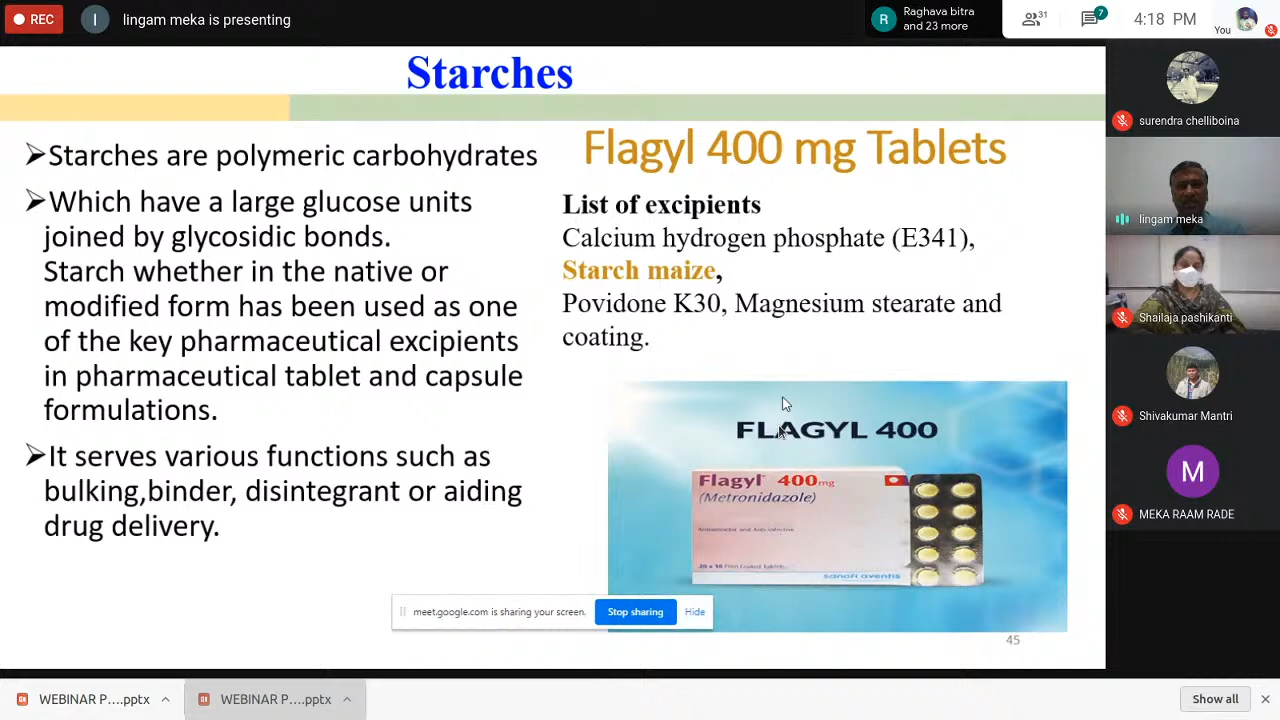 REC
l
lingam meka is presenting
R
Raghava bitra
and 23 more
31
7
4:18 PM
You
Starches
➢Starches are polymeric carbohydrates
➢Which have a large glucose units
joined by glycosidic bonds.
Starch whether in the native or
modified form has been used as one
of the key pharmaceutical excipients
in pharmaceutical tablet and capsule
formulations.
➢It serves various functions such as
bulking,binder, disintegrant or aiding
drug delivery.
Flagyl 400 mg Tablets
List of excipients
Calcium hydrogen phosphate (E341),
Starch maize,
Povidone K30, Magnesium stearate and
coating.
FLAGYL 400
Flagyl 400mg
(Metronidazole)
20 x 10 Film Coated Tablets
sanofi aventis
meet.google.com is sharing your screen.
Stop sharing
Hide
45
surendra chelliboina
lingam meka
Shailaja pashikanti
Shivakumar Mantri
M
MEKA RAAM RADE
WEBINAR P....pptx
WEBINAR P....pptx
Show all